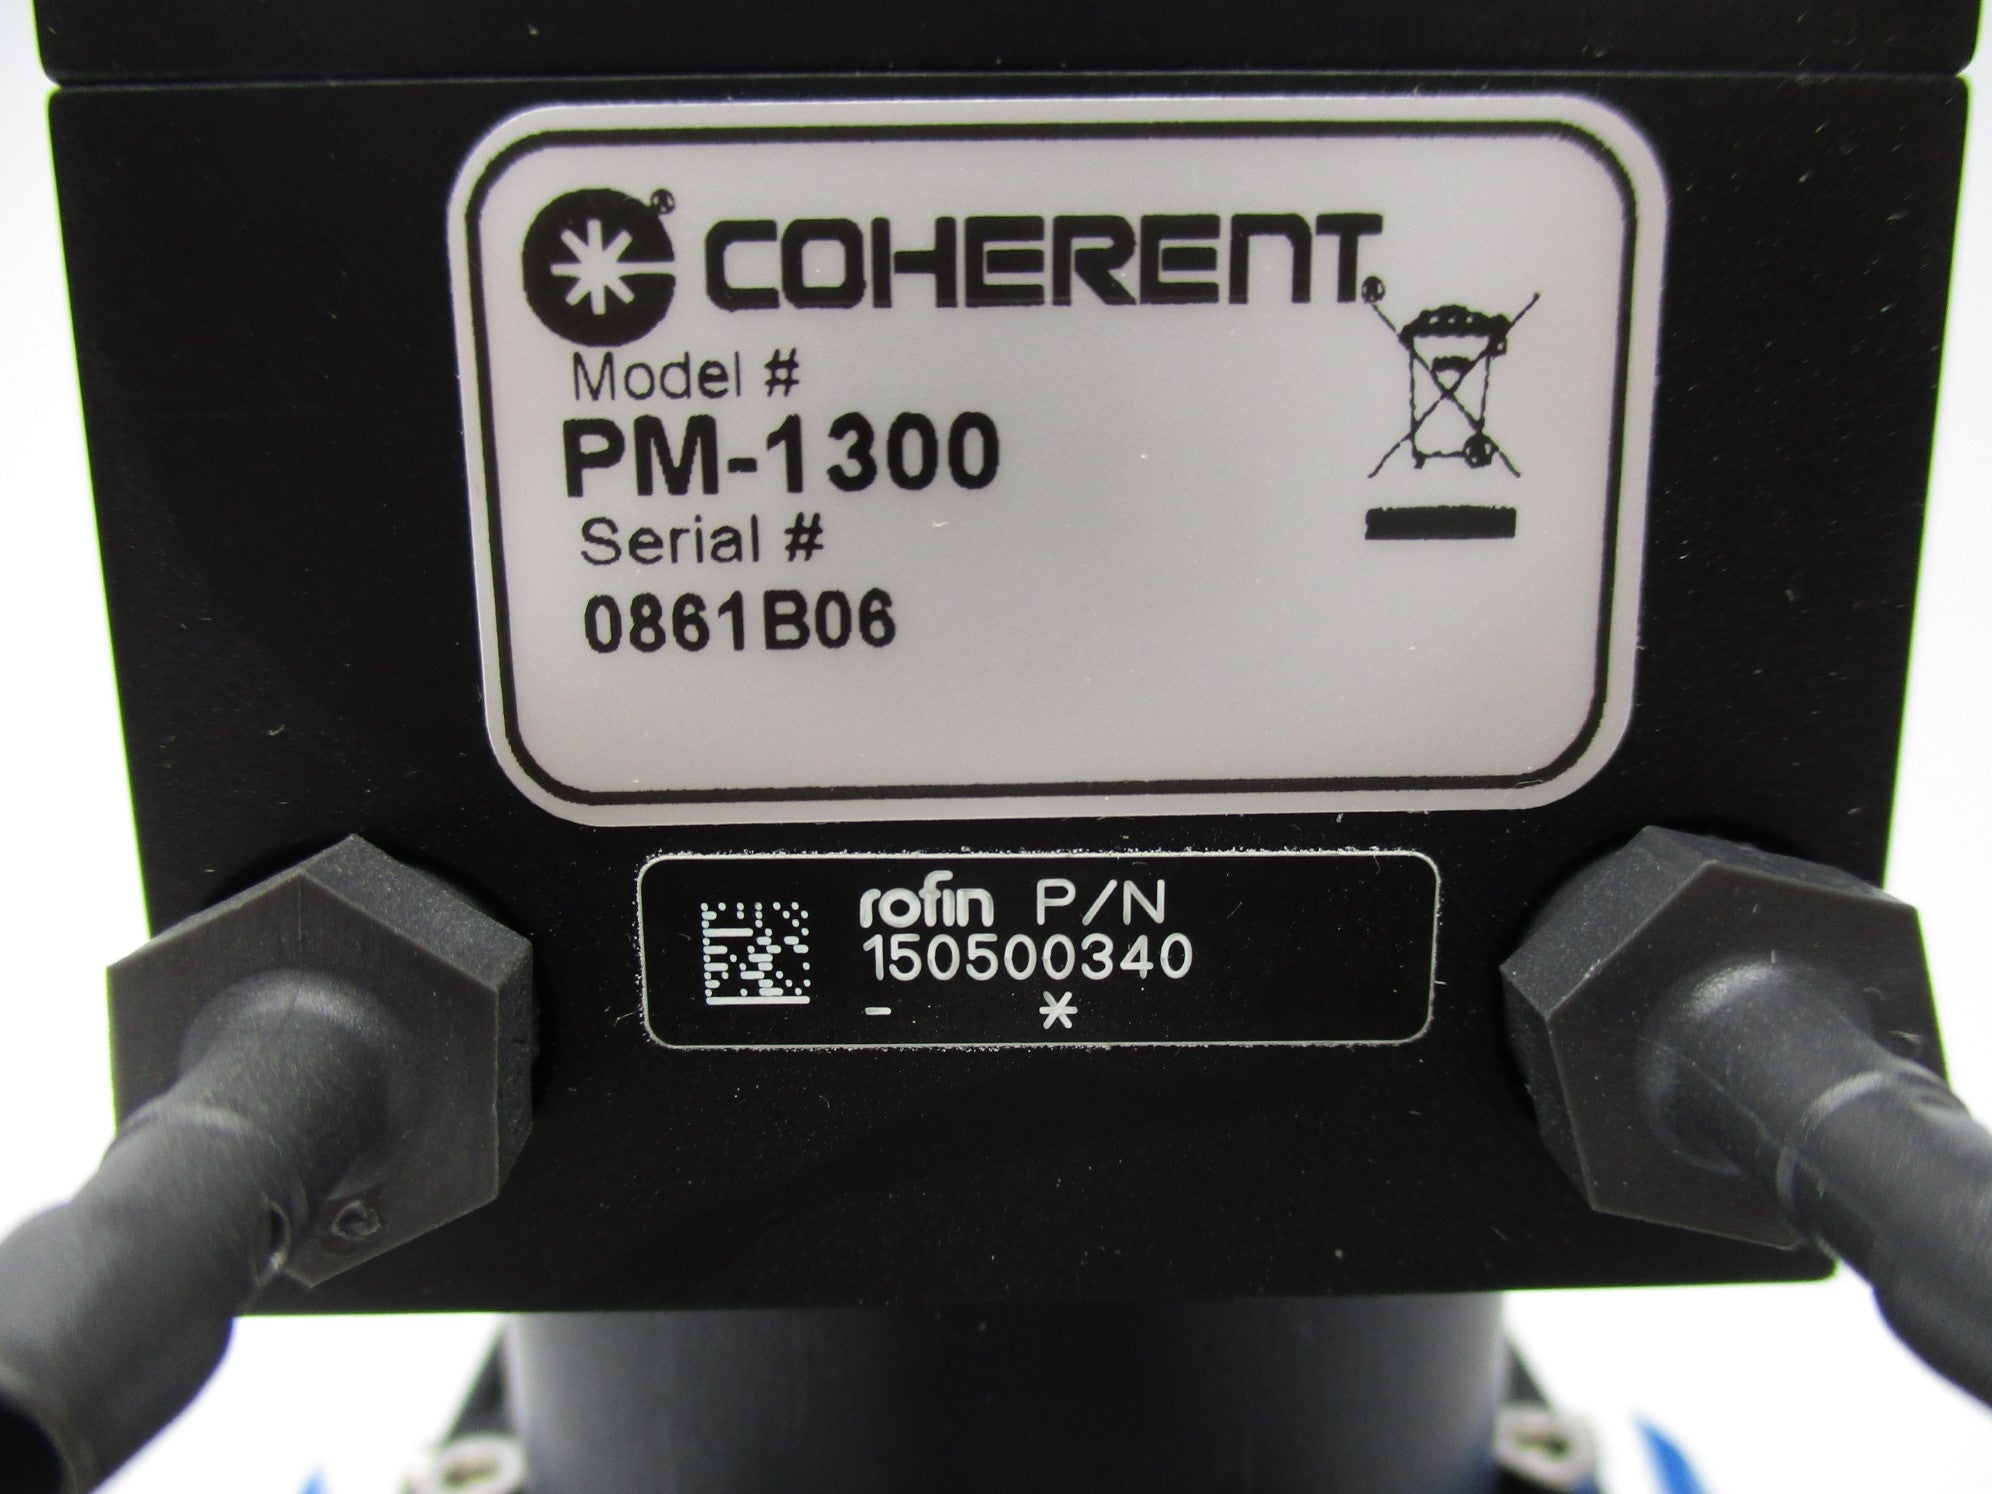 COHERENT®
Model #
PM-1300
Serial #
0861B06
rofin P/N
150500340
- *